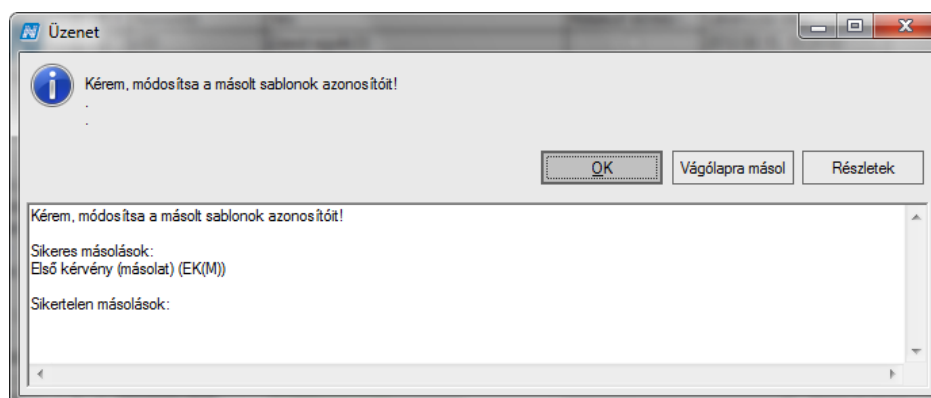 Üzenet
Kérem, módosítsa a másolt sablonok azonosítóit!
.
.
OK
Vágólapra másol
Részletek
Kérem, módosítsa a másolt sablonok azonosítóit!
Sikeres másolások:
Első kérvény (másolat) (EK(M))
Sikertelen másolások: